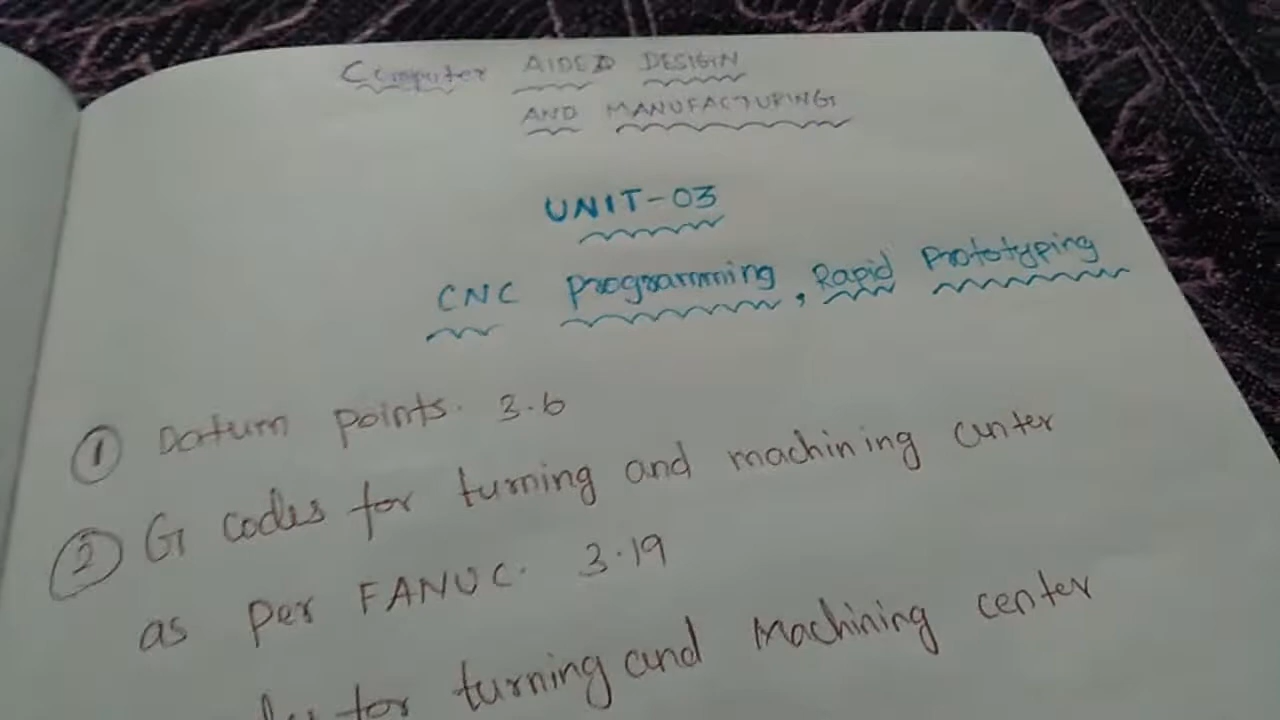 Computer AIDED DESIGN
AND MANUFACTURING
UNIT-03
CNC Programming, Rapid Prototyping
① Datum points. 3.6
② G codes for turning and machining center
as per FANUC. 3.19
for turning and Machining center